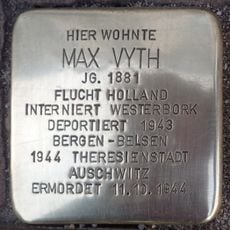 HIER WOHNTE
MAX VYTH
JG. 1881
FLUCHT HOLLAND
INTERNIERT WESTERBORK
DEPORTIERT 1943
BERGEN-BELSEN
1944 THERESIENSTADT
AUSCHWITZ
ERMORDET 11.10.1944